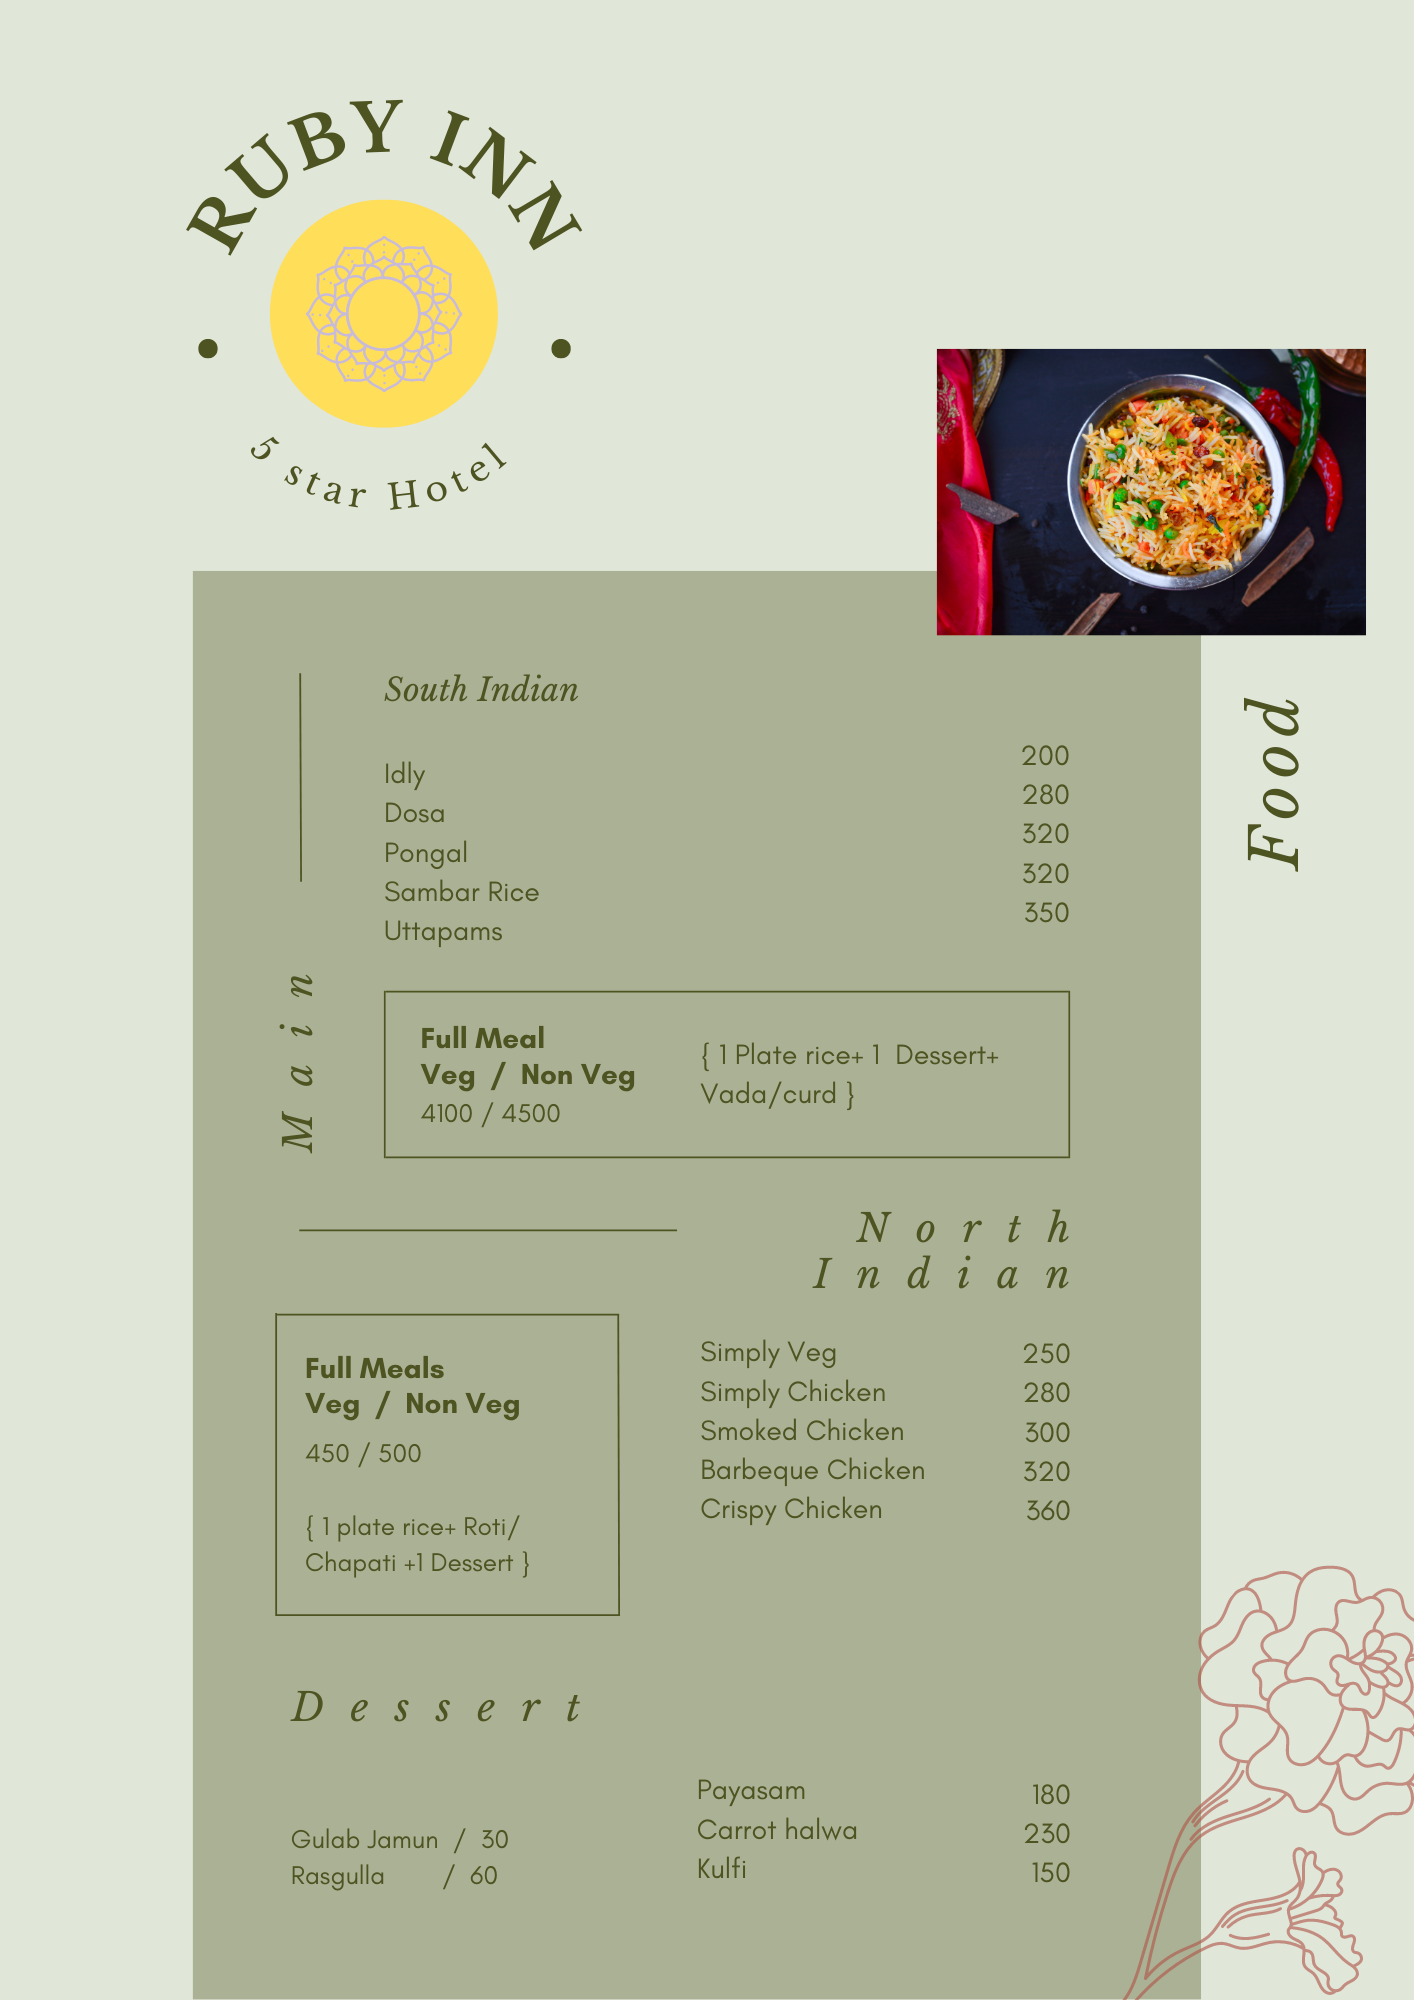 RUBY INN
5 star Hotel
Food
Main
South Indian
Idly 200
Dosa 280
Pongal 320
Sambar Rice 320
Uttapams 350
Full Meal
Veg / Non Veg
4100 / 4500
{ 1 Plate rice+ 1 Dessert+
Vada/curd }
North
Indian
Simply Veg 250
Simply Chicken 280
Smoked Chicken 300
Barbeque Chicken 320
Crispy Chicken 360
Full Meals
Veg / Non Veg
450 / 500
{ 1 plate rice+ Roti/
Chapati +1 Dessert }
Dessert
Gulab Jamun / 30
Rasgulla / 60
Payasam 180
Carrot halwa 230
Kulfi 150